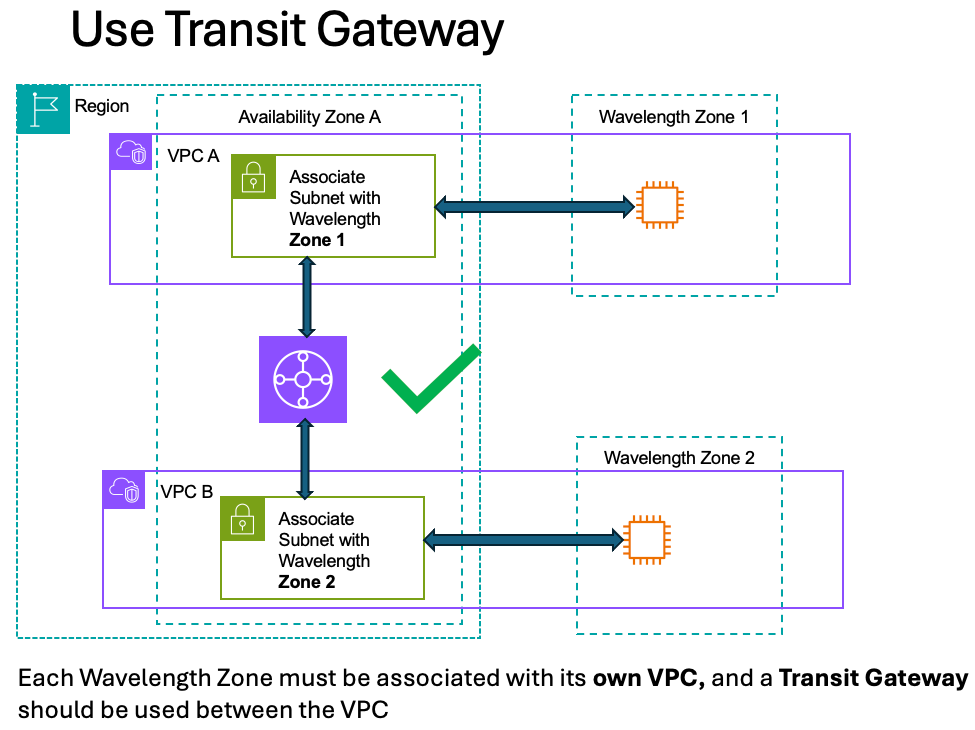 Use Transit Gateway
Region
Availability Zone A
Wavelength Zone 1
VPC A
Associate
Subnet with
Wavelength
Zone 1
Wavelength Zone 2
VPC B
Associate
Subnet with
Wavelength
Zone 2
Each Wavelength Zone must be associated with its own VPC, and a Transit Gateway
should be used between the VPC